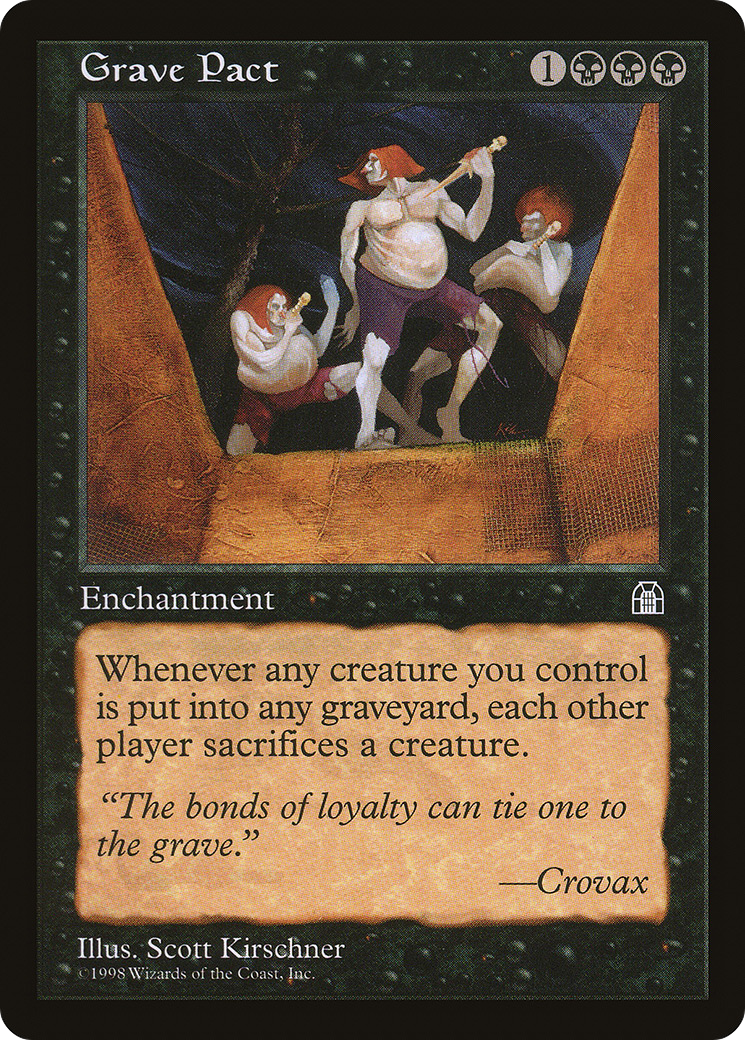 Grave Pact
1
Enchantment
Whenever any creature you control
is put into any graveyard, each other
player sacrifices a creature.
“The bonds of loyalty can tie one to
the grave.”
—Crovax
Illus. Scott Kirschner
©1998 Wizards of the Coast, Inc.